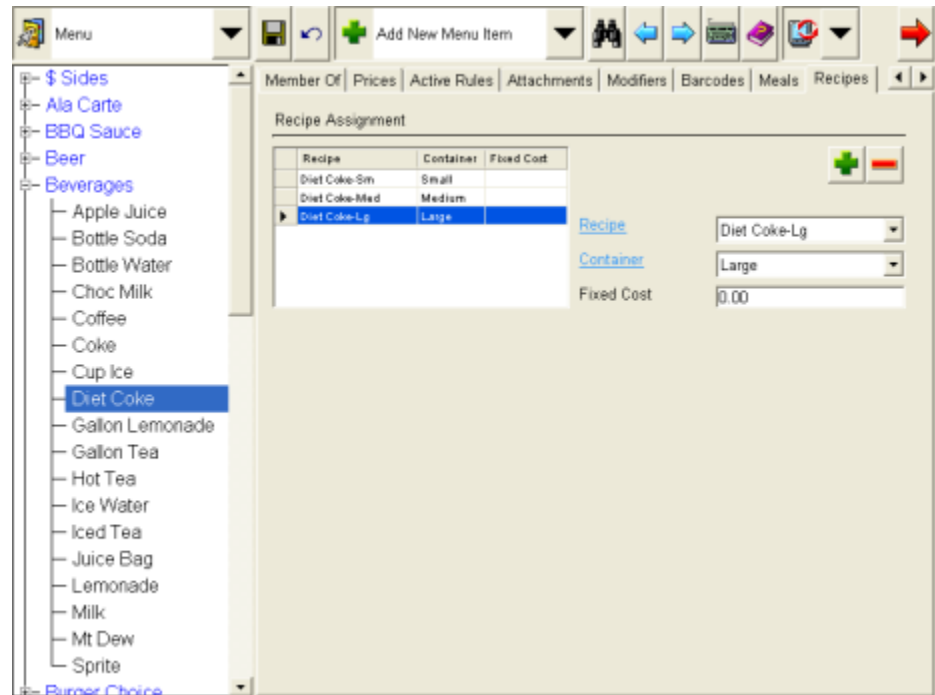 Menu
Add New Menu Item
$ Sides
Ala Carte
BBQ Sauce
Beer
Beverages
Apple Juice
Bottle Soda
Bottle Water
Choc Milk
Coffee
Coke
Cup Ice
Diet Coke
Gallon Lemonade
Gallon Tea
Hot Tea
Ice Water
Iced Tea
Juice Bag
Lemonade
Milk
Mt Dew
Sprite
Burger Choice
Member Of Prices Active Rules Attachments Modifiers Barcodes Meals Recipes
Recipe Assignment
Recipe Container Fixed Cost
Diet Coke-Sm Small
Diet Coke-Med Medium
Diet Coke-Lg Large
Recipe Diet Coke-Lg
Container Large
Fixed Cost 0.00